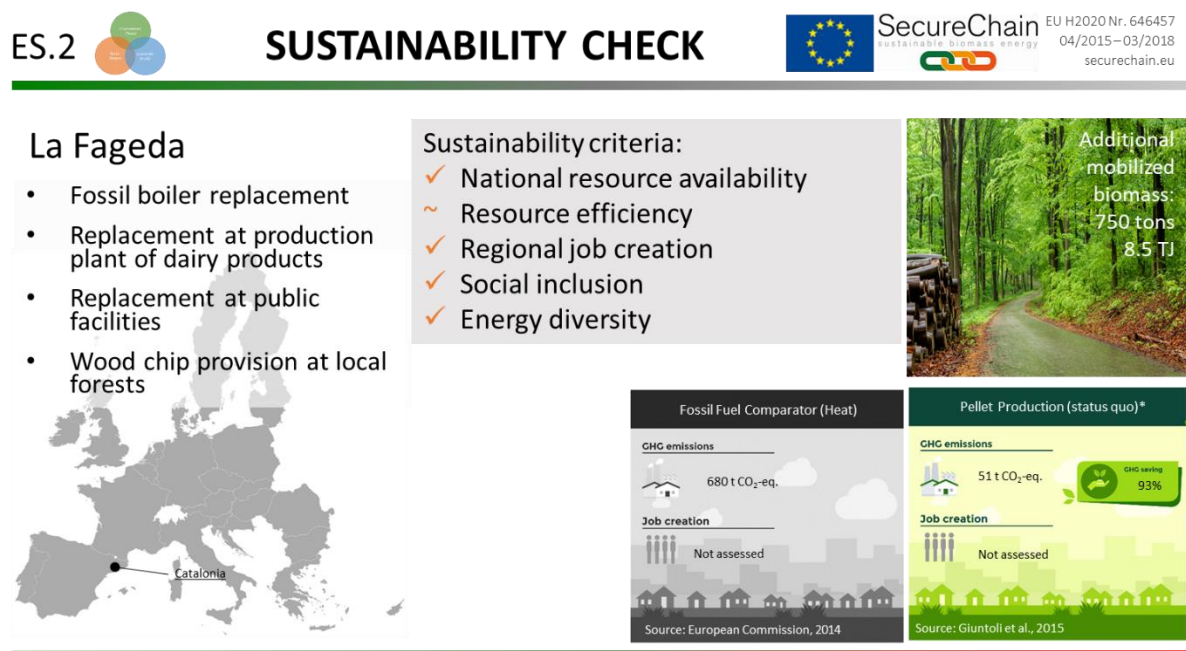 ES.2
SUSTAINABILITY CHECK
SecureChain
sustainable biomass energy
EU H2020 Nr. 646457
04/2015–03/2018
securechain.eu
La Fageda
• Fossil boiler replacement
• Replacement at production
plant of dairy products
• Replacement at public
facilities
• Wood chip provision at local
forests
Catalonia
Sustainability criteria:
✓ National resource availability
~ Resource efficiency
✓ Regional job creation
✓ Social inclusion
✓ Energy diversity
Additional
mobilized
biomass:
750 tons
8.5 TJ
Fossil Fuel Comparator (Heat)
GHG emissions
680 t CO₂-eq.
Job creation
Not assessed
Source: European Commission, 2014
Pellet Production (status quo)*
GHG emissions
51 t CO₂-eq.
GHG saving
93%
Job creation
Not assessed
Source: Giuntoli et al., 2015